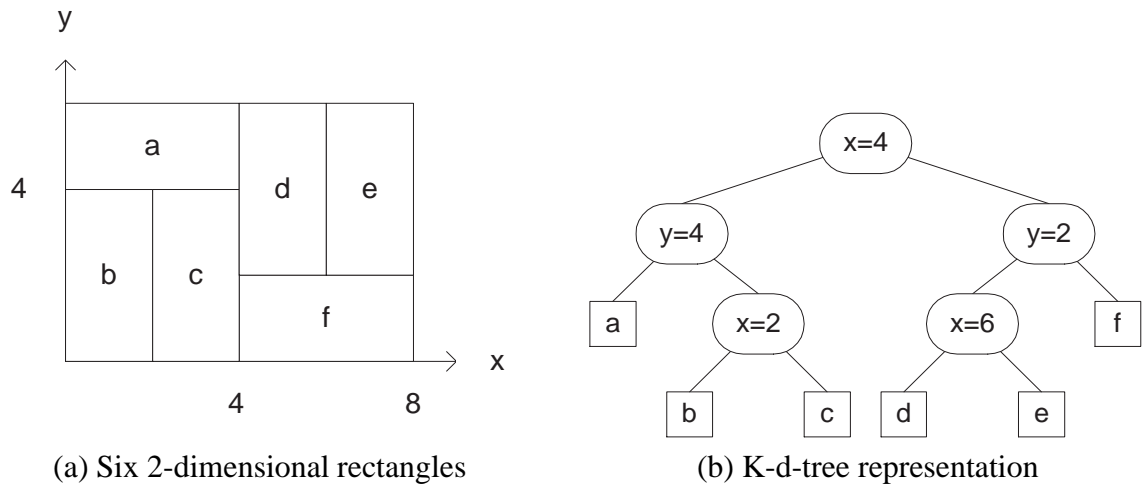 y
a
4
d
e
b
c
f
x
4
8
(a) Six 2-dimensional rectangles
x=4
y=4
y=2
a
x=2
x=6
f
b
c
d
e
(b) K-d-tree representation